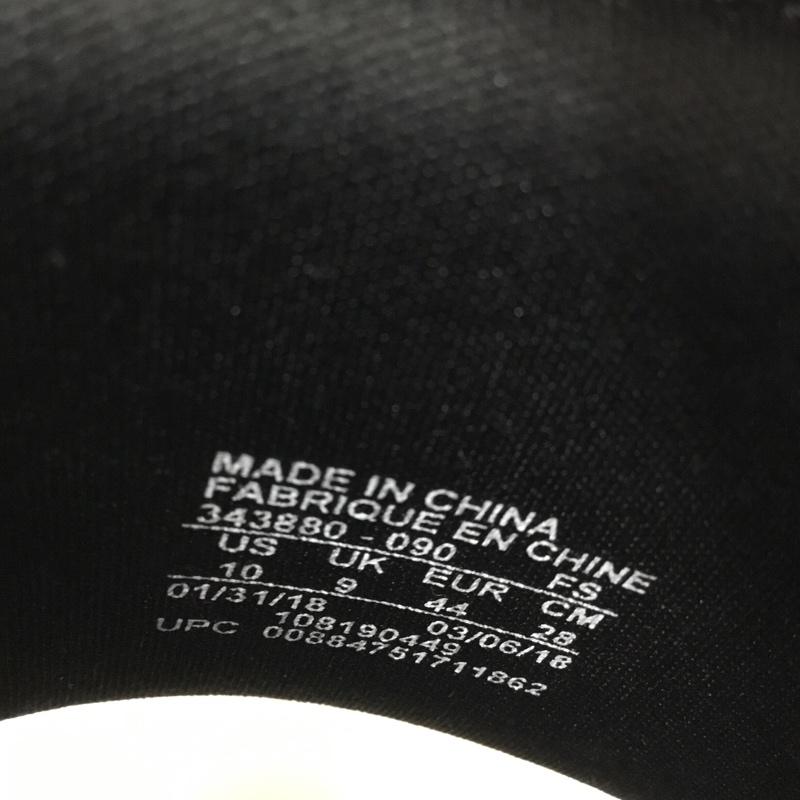 MADE IN CHINA
FABRIQUE EN CHINE
343880 - 090 FS
US UK EUR CM
10 9 44 28
01/31/18 03/06/18
108190449
UPC 00884751711862